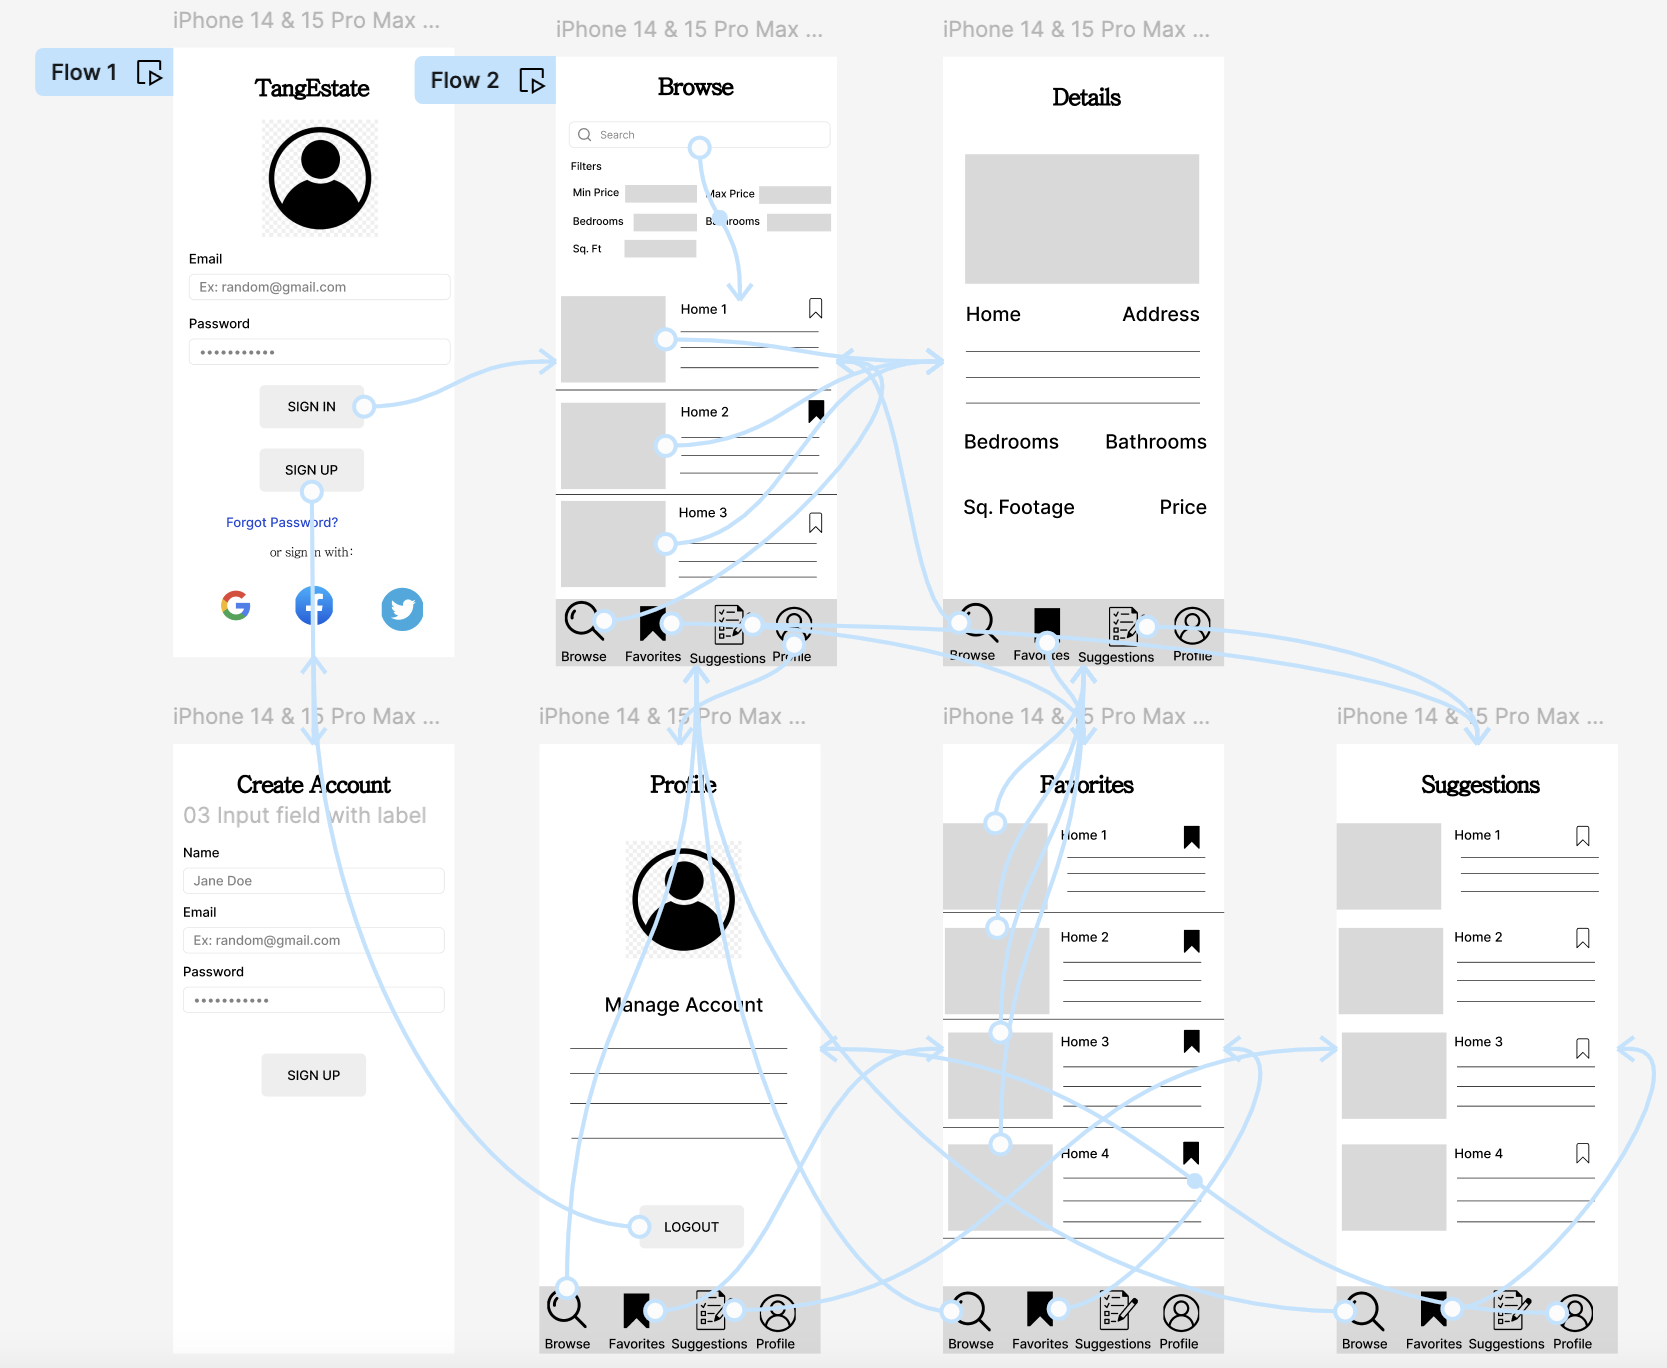 iPhone 14 & 15 Pro Max ...
Flow 1
TangEstate
Email
Ex: random@gmail.com
Password
•••••••••••
SIGN IN
SIGN UP
Forgot Password?
or sign in with:
iPhone 14 & 15 Pro Max ...
Flow 2
Browse
Search
Filters
Min Price
Max Price
Bedrooms
Bathrooms
Sq. Ft
Home 1
Home 2
Home 3
Browse
Favorites
Suggestions
Profile
iPhone 14 & 15 Pro Max ...
Details
Home
Address
Bedrooms
Bathrooms
Sq. Footage
Price
Browse
Favorites
Suggestions
Profile
iPhone 14 & 15 Pro Max ...
Create Account
03 Input field with label
Name
Jane Doe
Email
Ex: random@gmail.com
Password
•••••••••••
SIGN UP
iPhone 14 & 15 Pro Max ...
Profile
Manage Account
LOGOUT
Browse
Favorites
Suggestions
Profile
iPhone 14 & 15 Pro Max ...
Favorites
Home 1
Home 2
Home 3
Home 4
Browse
Favorites
Suggestions
Profile
iPhone 14 & 15 Pro Max ...
Suggestions
Home 1
Home 2
Home 3
Home 4
Browse
Favorites
Suggestions
Profile